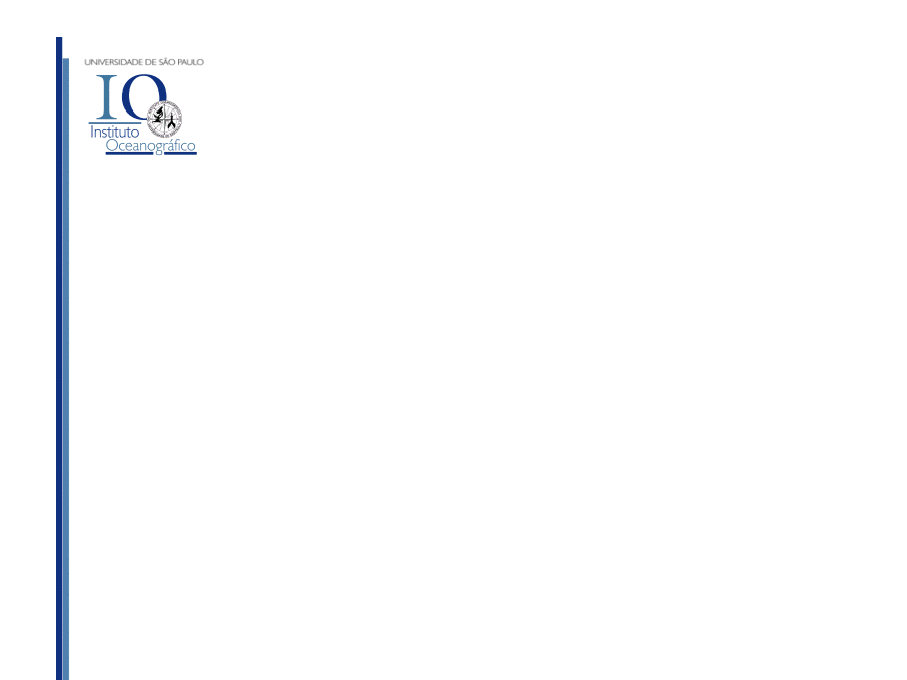 UNIVERSIDADE DE SÃO PAULO
IO
Instituto
Oceanográfico